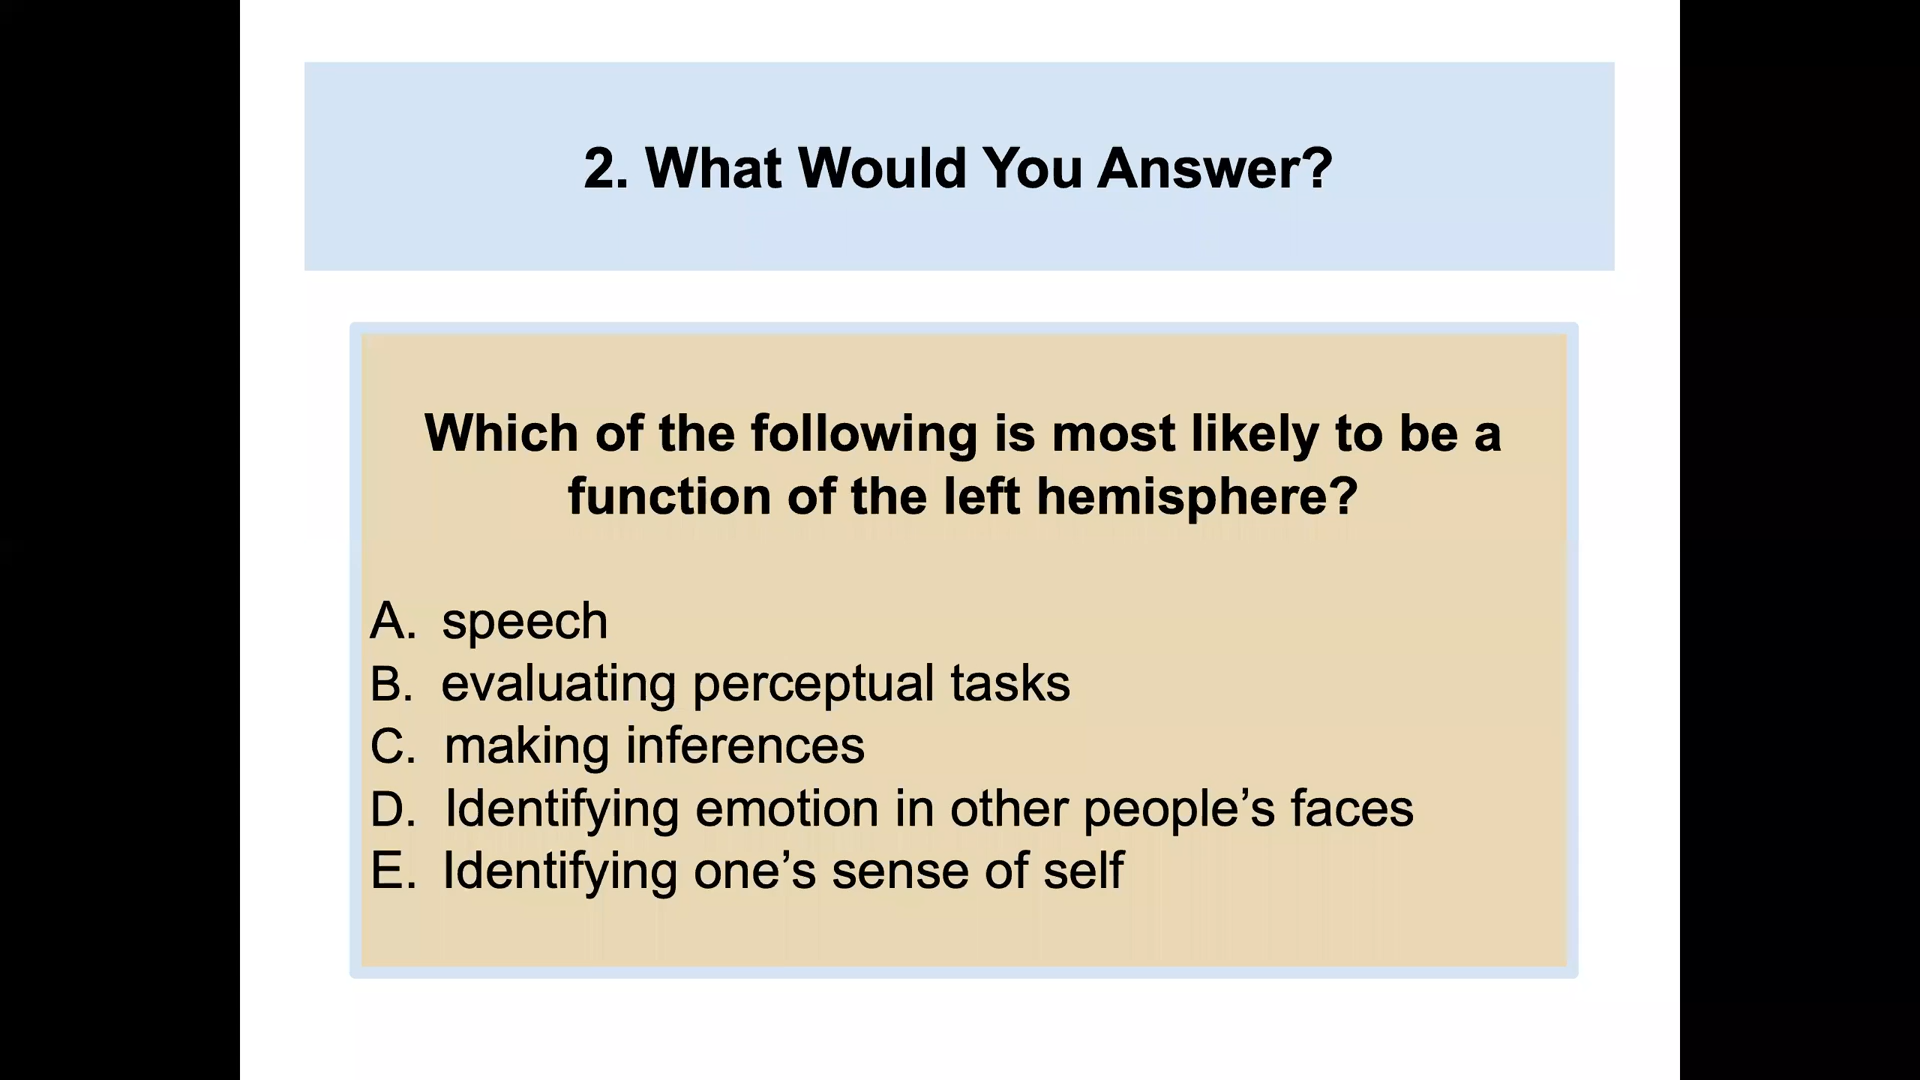 2. What Would You Answer?
Which of the following is most likely to be a
function of the left hemisphere?
A. speech
B. evaluating perceptual tasks
C. making inferences
D. Identifying emotion in other people’s faces
E. Identifying one’s sense of self